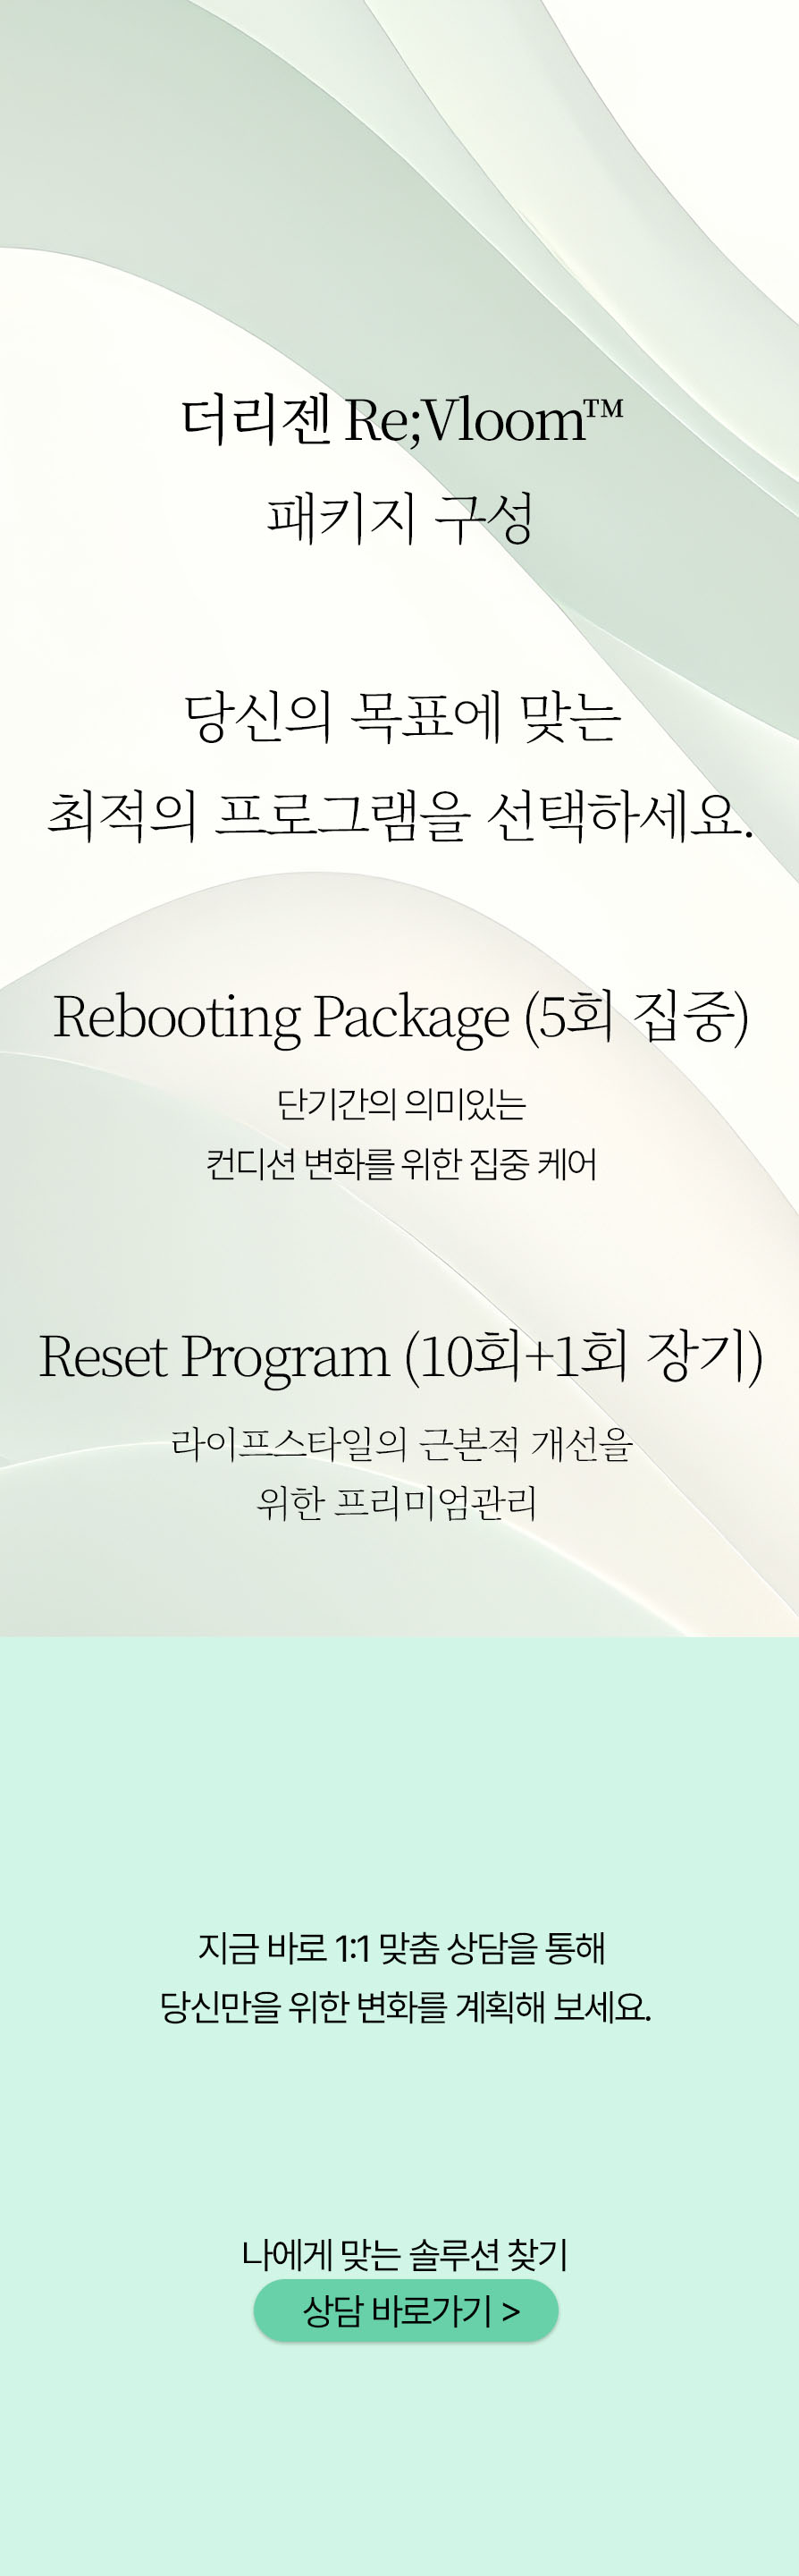 더리젠 Re;Vloom™
패키지 구성
당신의 목표에 맞는
최적의 프로그램을 선택하세요.
Rebooting Package (5회 집중)
단기간의 의미있는
컨디션 변화를 위한 집중 케어
Reset Program (10회+1회 장기)
라이프스타일의 근본적 개선을
위한 프리미엄관리
지금 바로 1:1 맞춤 상담을 통해
당신만을 위한 변화를 계획해 보세요.
나에게 맞는 솔루션 찾기
상담 바로가기 >